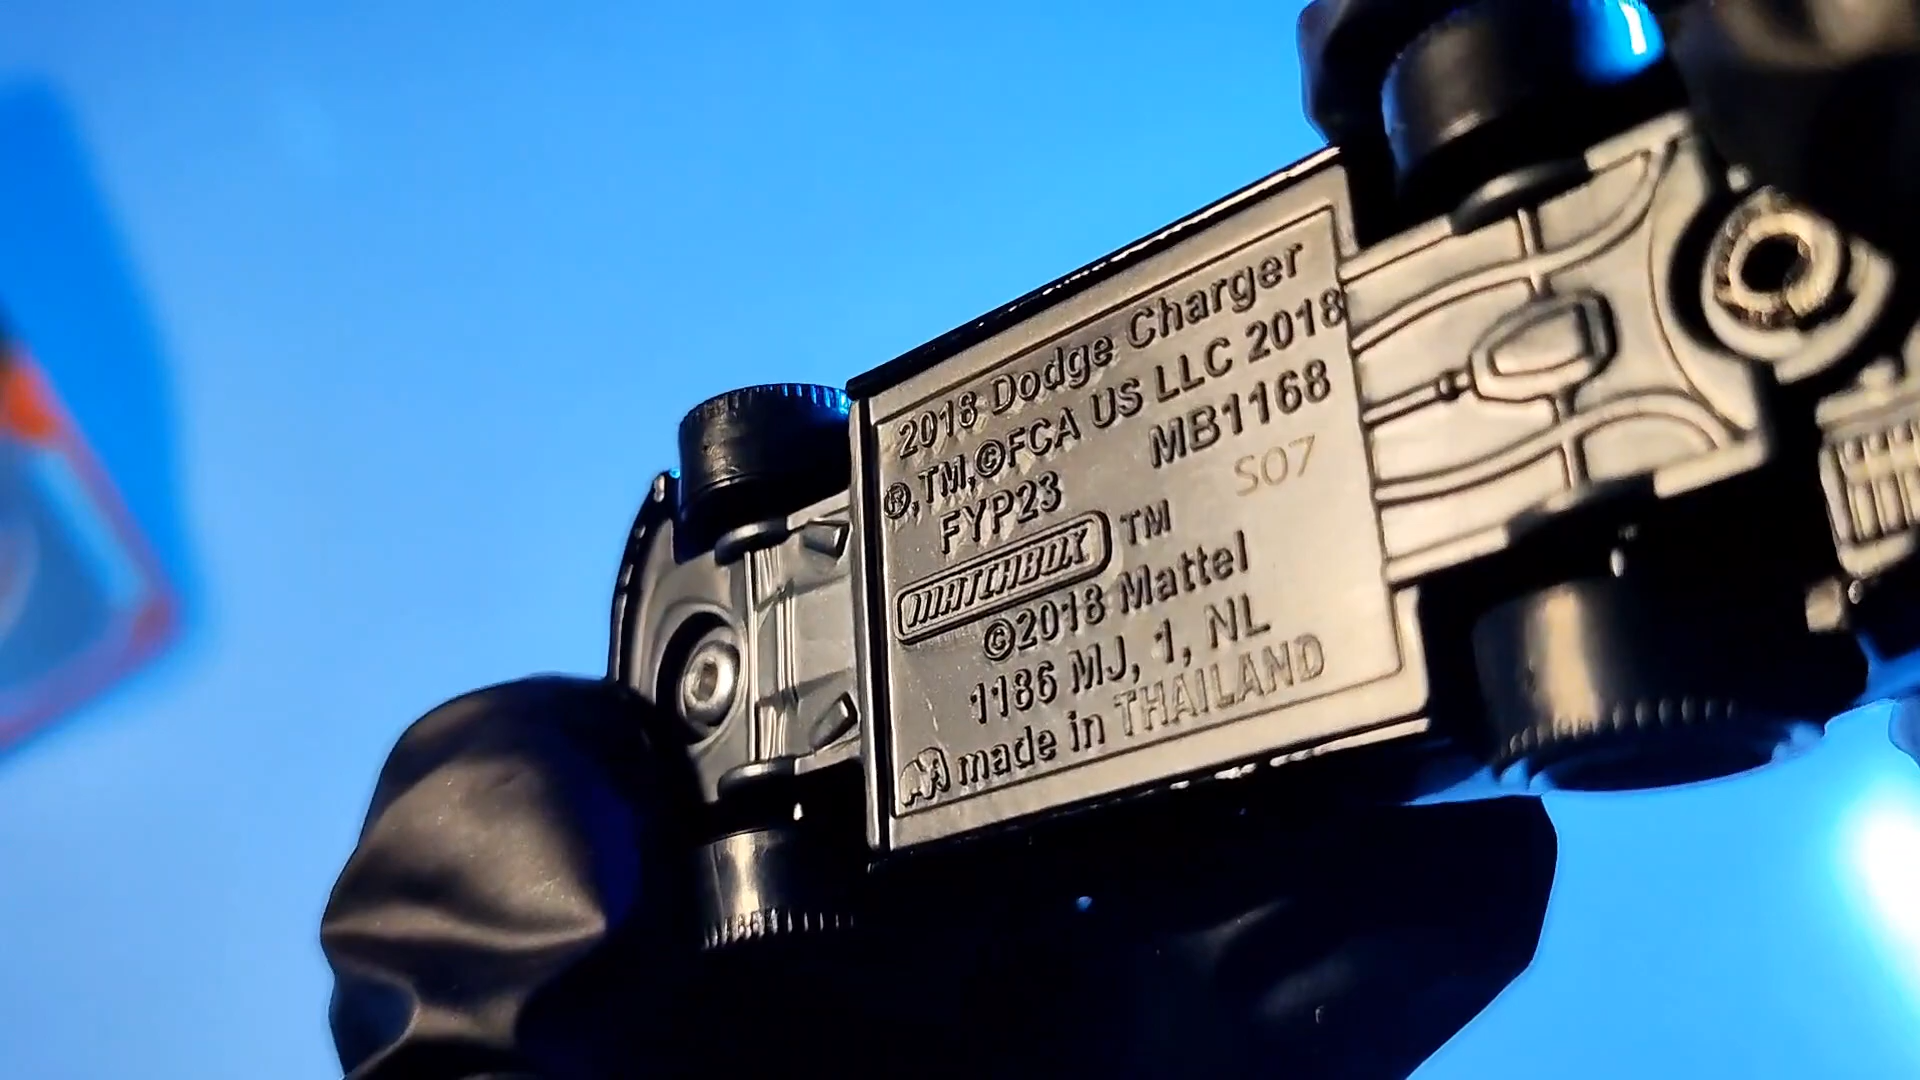 2018 Dodge Charger
®,TM,©FCA US LLC 2018
FYP23 MB1168
S07
MATCHBOX TM
©2018 Mattel
1186 MJ, 1, NL
made in THAILAND